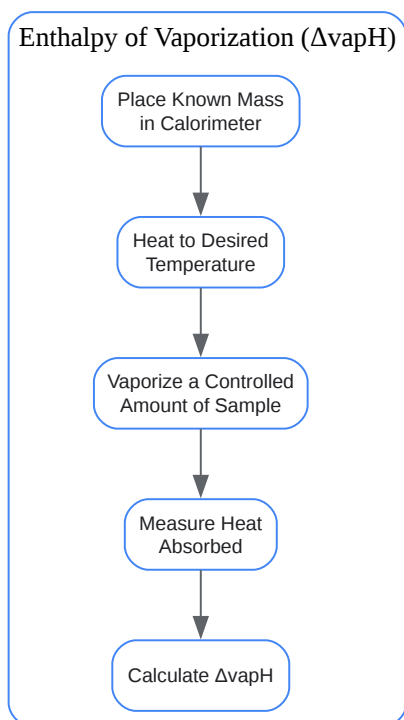 Enthalpy of Vaporization (ΔvapH)
Place Known Mass
in Calorimeter
Heat to Desired
Temperature
Vaporize a Controlled
Amount of Sample
Measure Heat
Absorbed
Calculate ΔvapH